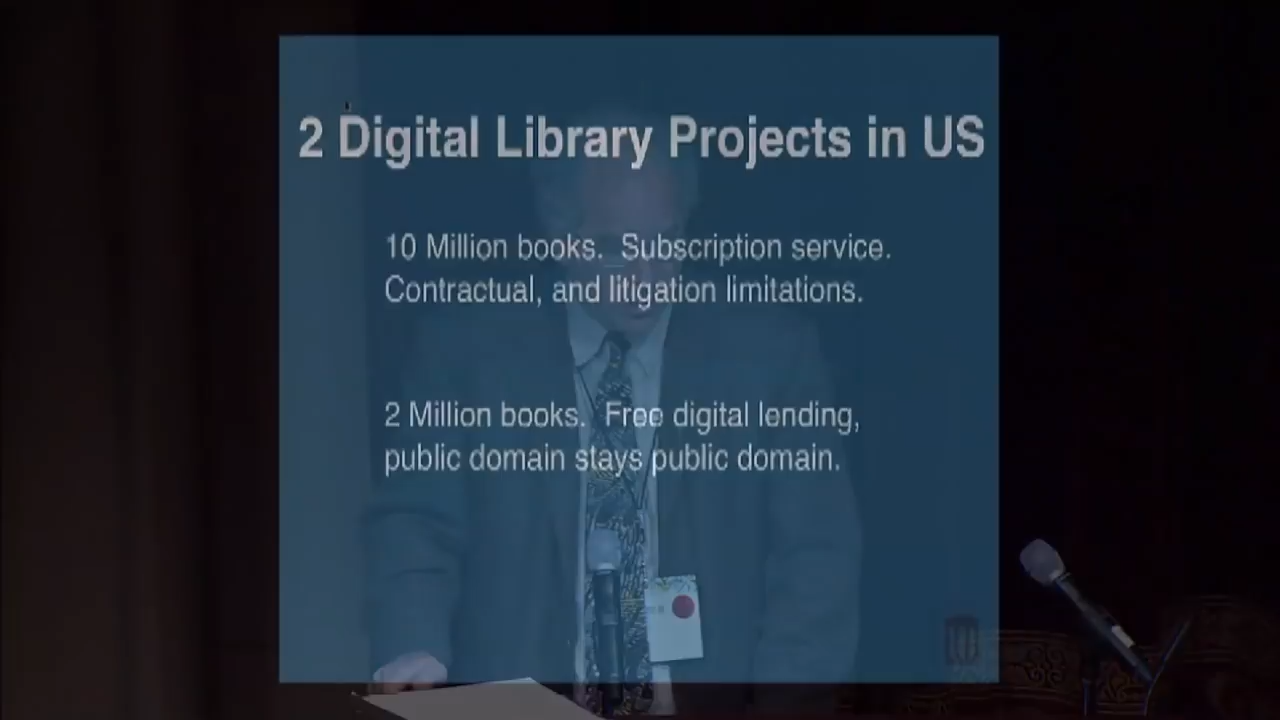 2 Digital Library Projects in US
10 Million books. Subscription service.
Contractual, and litigation limitations.
2 Million books. Free digital lending,
public domain stays public domain.